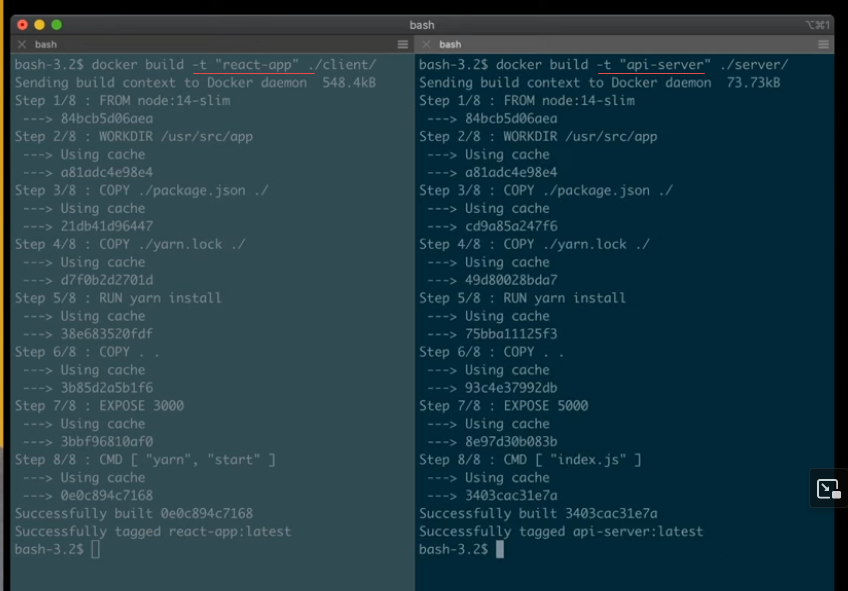 bash
⌥⌘1
bash
bash-3.2$ docker build -t "react-app" ./client/
Sending build context to Docker daemon 548.4kB
Step 1/8 : FROM node:14-slim
---> 84bcb5d06aea
Step 2/8 : WORKDIR /usr/src/app
---> Using cache
---> a81adc4e98e4
Step 3/8 : COPY ./package.json ./
---> Using cache
---> 21db41d96447
Step 4/8 : COPY ./yarn.lock ./
---> Using cache
---> d7f0b2d2701d
Step 5/8 : RUN yarn install
---> Using cache
---> 38e683520fdf
Step 6/8 : COPY . .
---> Using cache
---> 3b85d2a5b1f6
Step 7/8 : EXPOSE 3000
---> Using cache
---> 3bbf96810af0
Step 8/8 : CMD [ "yarn", "start" ]
---> Using cache
---> 0e0c894c7168
Successfully built 0e0c894c7168
Successfully tagged react-app:latest
bash-3.2$
bash
bash-3.2$ docker build -t "api-server" ./server/
Sending build context to Docker daemon 73.73kB
Step 1/8 : FROM node:14-slim
---> 84bcb5d06aea
Step 2/8 : WORKDIR /usr/src/app
---> Using cache
---> a81adc4e98e4
Step 3/8 : COPY ./package.json ./
---> Using cache
---> cd9a85a247f6
Step 4/8 : COPY ./yarn.lock ./
---> Using cache
---> 49d80028bda7
Step 5/8 : RUN yarn install
---> Using cache
---> 75bba11125f3
Step 6/8 : COPY . .
---> Using cache
---> 93c4e37992db
Step 7/8 : EXPOSE 5000
---> Using cache
---> 8e97d30b083b
Step 8/8 : CMD [ "index.js" ]
---> Using cache
---> 3403cac31e7a
Successfully built 3403cac31e7a
Successfully tagged api-server:latest
bash-3.2$